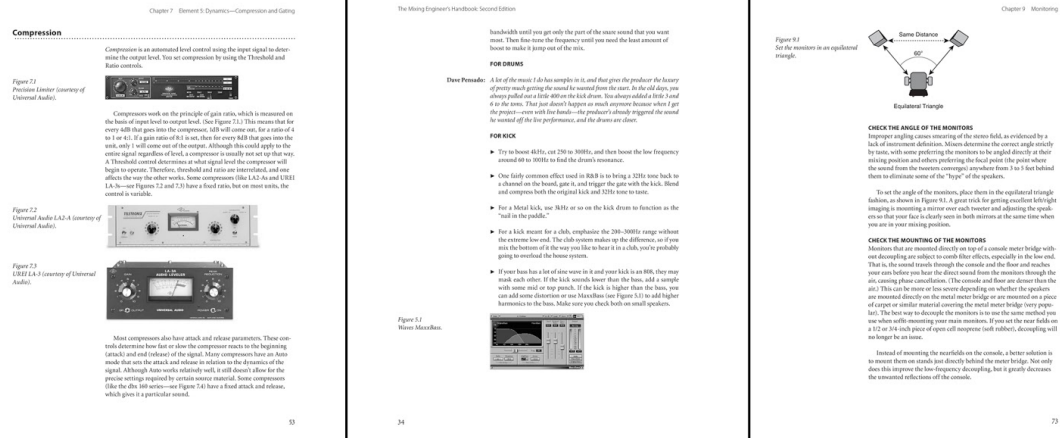 Chapter 7 Element 5: Dynamics—Compression and Gating
Compression
Compression is an automated level control using the input signal to deter-
mine the output level. You set compression by using the Threshold and
Ratio controls.
Figure 7.1
Precision Limiter (courtesy of
Universal Audio).
Compressors work on the principle of gain ratio, which is measured on
the basis of input level to output level. (See Figure 7.1.) This means that for
every 4dB that goes into the compressor, 1dB will come out, for a ratio of 4
to 1 or 4:1. If a gain ratio of 8:1 is set, then for every 8dB that goes into the
unit, only 1 will come out of the output. Although this could apply to the
entire signal regardless of level, a compressor is usually not set up that way.
A Threshold control determines at what signal level the compressor will
begin to operate. Therefore, threshold and ratio are interrelated, and one
affects the way the other works. Some compressors (like LA2-As and UREI
LA-3s—see Figures 7.2 and 7.3) have a fixed ratio, but on most units, the
control is variable.
Figure 7.2
Universal Audio LA2-A (courtesy of
Universal Audio).
Figure 7.3
UREI LA-3 (courtesy of Universal
Audio).
LA-3A
AUDIO LEVELER
UNIVERSAL AUDIO
Most compressors also have attack and release parameters. These con-
trols determine how fast or slow the compressor reacts to the beginning
(attack) and end (release) of the signal. Many compressors have an Auto
mode that sets the attack and release in relation to the dynamics of the
signal. Although Auto works relatively well, it still doesn't allow for the
precise settings required by certain source material. Some compressors
(like the dbx 160 series—see Figure 7.4) have a fixed attack and release,
which gives it a particular sound.
53
The Mixing Engineer's Handbook: Second Edition
bandwidth until you get only the part of the snare sound that you want
most. Then fine-tune the frequency until you need the least amount of
boost to make it jump out of the mix.
FOR DRUMS
Dave Pensado: A lot of the music I do has samples in it, and that gives the producer the luxury
of pretty much getting the sound he wanted from the start. In the old days, you
always pulled out a little 400 on the kick drum. You always added a little 3 and
6 to the toms. That just doesn't happen as much anymore because when I get
the project—even with live bands—the producer's already triggered the sound
he wanted off the live performance, and the drums are closer.
FOR KICK
► Try to boost 4kHz, cut 250 to 300Hz, and then boost the low frequency
around 60 to 100Hz to find the drum's resonance.
► One fairly common effect used in R&B is to bring a 32Hz tone back to
a channel on the board, gate it, and trigger the gate with the kick. Blend
and compress both the original kick and 32Hz tone to taste.
► For a Metal kick, use 3kHz or so on the kick drum to function as the
"nail in the paddle."
► For a kick meant for a club, emphasize the 200–300Hz range without
the extreme low end. The club system makes up the difference, so if you
mix the bottom of it the way you like to hear it in a club, you're probably
going to overload the house system.
► If your bass has a lot of sine wave in it and your kick is an 808, they may
mask each other. If the kick sounds lower than the bass, add a sample
with some mid or top punch. If the kick is higher than the bass, you
can add some distortion or use MaxxBass (see Figure 5.1) to add higher
harmonics to the bass. Make sure you check both on small speakers.
Figure 5.1
Waves MaxxBass.
34
Chapter 9 Monitoring
Figure 9.1
Set the monitors in an equilateral
triangle.
Same Distance
60°
Equilateral Triangle
CHECK THE ANGLE OF THE MONITORS
Improper angling causes smearing of the stereo field, as evidenced by a
lack of instrument definition. Mixers determine the correct angle strictly
by taste, with some preferring the monitors to be angled directly at their
mixing position and others preferring the focal point (the point where
the sound from the tweeters converges) anywhere from 3 to 5 feet behind
them to eliminate some of the "hype" of the speakers.
To set the angle of the monitors, place them in the equilateral triangle
fashion, as shown in Figure 9.1. A great trick for getting excellent left/right
imaging is mounting a mirror over each tweeter and adjusting the speak-
ers so that your face is clearly seen in both mirrors at the same time when
you are in your mixing position.
CHECK THE MOUNTING OF THE MONITORS
Monitors that are mounted directly on top of a console meter bridge with-
out decoupling are subject to comb filter effects, especially in the low end.
That is, the sound travels through the console and the floor and reaches
your ears before you hear the direct sound from the monitors through the
air, causing phase cancellation. (The console and floor are denser than the
air.) This can be more or less severe depending on whether the speakers
are mounted directly on the metal meter bridge or are mounted on a piece
of carpet or similar material covering the metal meter bridge (very popu-
lar). The best way to decouple the monitors is to use the same method you
use when soffit-mounting your main monitors. If you set the near fields on
a 1/2 or 3/4-inch piece of open cell neoprene (soft rubber), decoupling will
no longer be an issue.
Instead of mounting the nearfields on the console, a better solution is
to mount them on stands just directly behind the meter bridge. Not only
does this improve the low-frequency decoupling, but it greatly decreases
the unwanted reflections off the console.
73